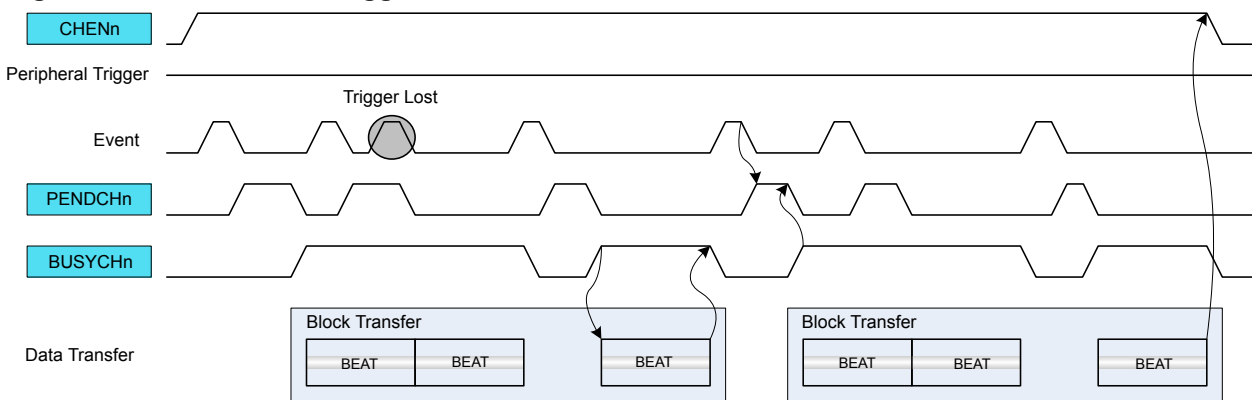 CHENn
Peripheral Trigger
Trigger Lost
Event
PENDCHn
BUSYCHn
Block Transfer
Block Transfer
Data Transfer
BEAT
BEAT
BEAT
BEAT
BEAT
BEAT